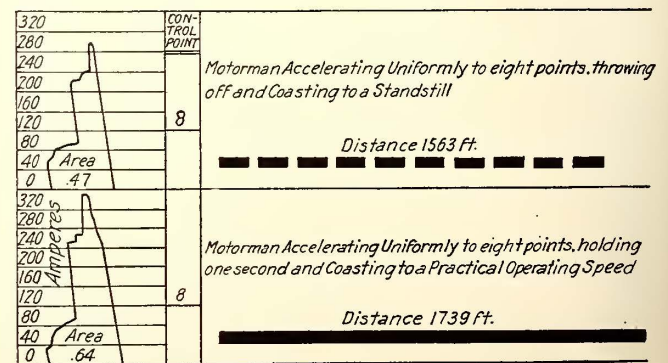 320
280
240
200
160
120
80
40
0
Area
.47
CON-
TROL
POINT
8
Motorman Accelerating Uniformly to eight points, throwing
off and Coasting to a Standstill
Distance 1563 ft.
320
280
240
200
160
120
80
40
0
Amperes
Area
.64
8
Motorman Accelerating Uniformly to eight points, holding
one second and Coasting to a Practical Operating Speed
Distance 1739 ft.